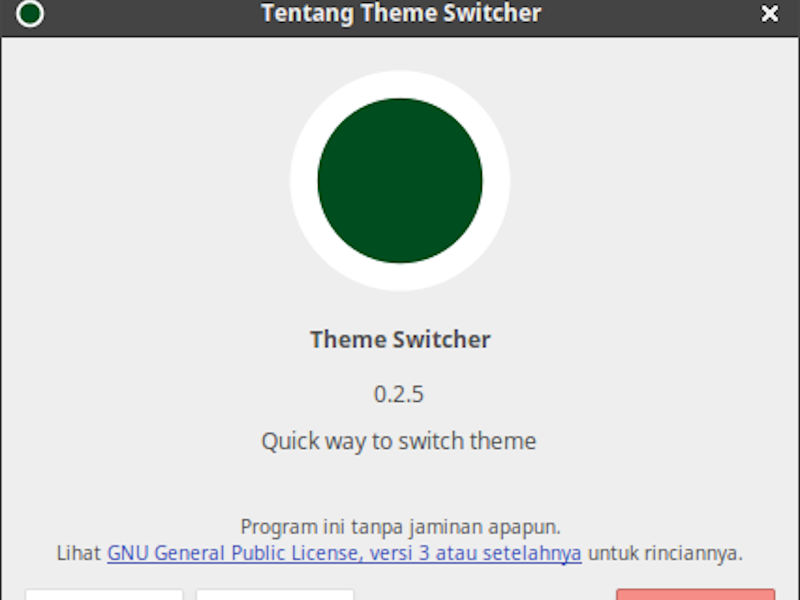 Tentang Theme Switcher
Theme Switcher
0.2.5
Quick way to switch theme
Program ini tanpa jaminan apapun.
Lihat GNU General Public License, versi 3 atau setelahnya untuk rinciannya.